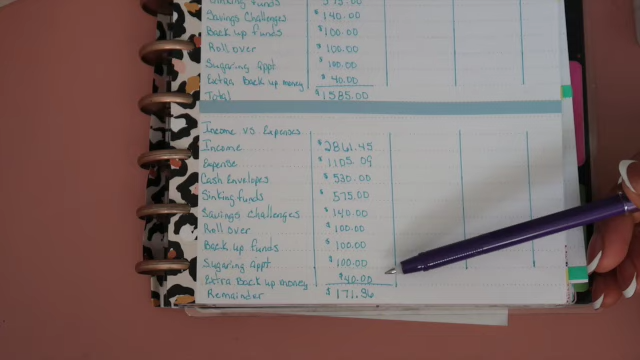 Savings Challenges $140.00
Back up funds $100.00
Roll over $100.00
Sugaring appt $100.00
Extra Back up money $40.00
Total $1585.00
Income vs. Expenses
Income $2861.45
Expense $1105.09
Cash Envelopes $530.00
Sinking funds $575.00
Savings Challenges $140.00
Roll over $100.00
Back up funds $100.00
Sugaring appt $100.00
Extra Back up money $40.00
Remainder $171.36